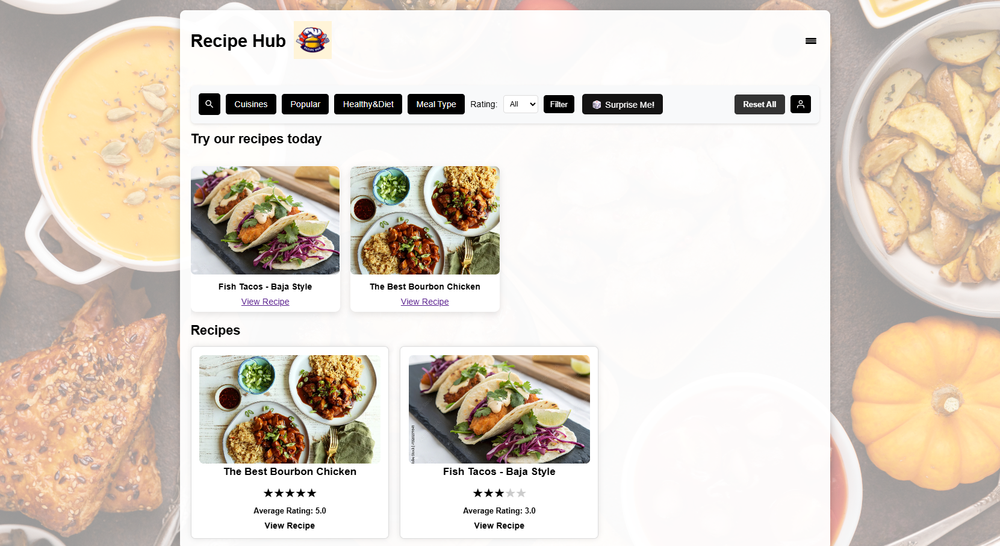 Recipe Hub
RECIPE HUB
Cuisines
Popular
Healthy&Diet
Meal Type
Rating:
All
Filter
Surprise Me!
Reset All
Try our recipes today
Fish Tacos - Baja Style
View Recipe
The Best Bourbon Chicken
View Recipe
Recipes
The Best Bourbon Chicken
★★★★★
Average Rating: 5.0
View Recipe
Fish Tacos - Baja Style
★★★★★
Average Rating: 3.0
View Recipe